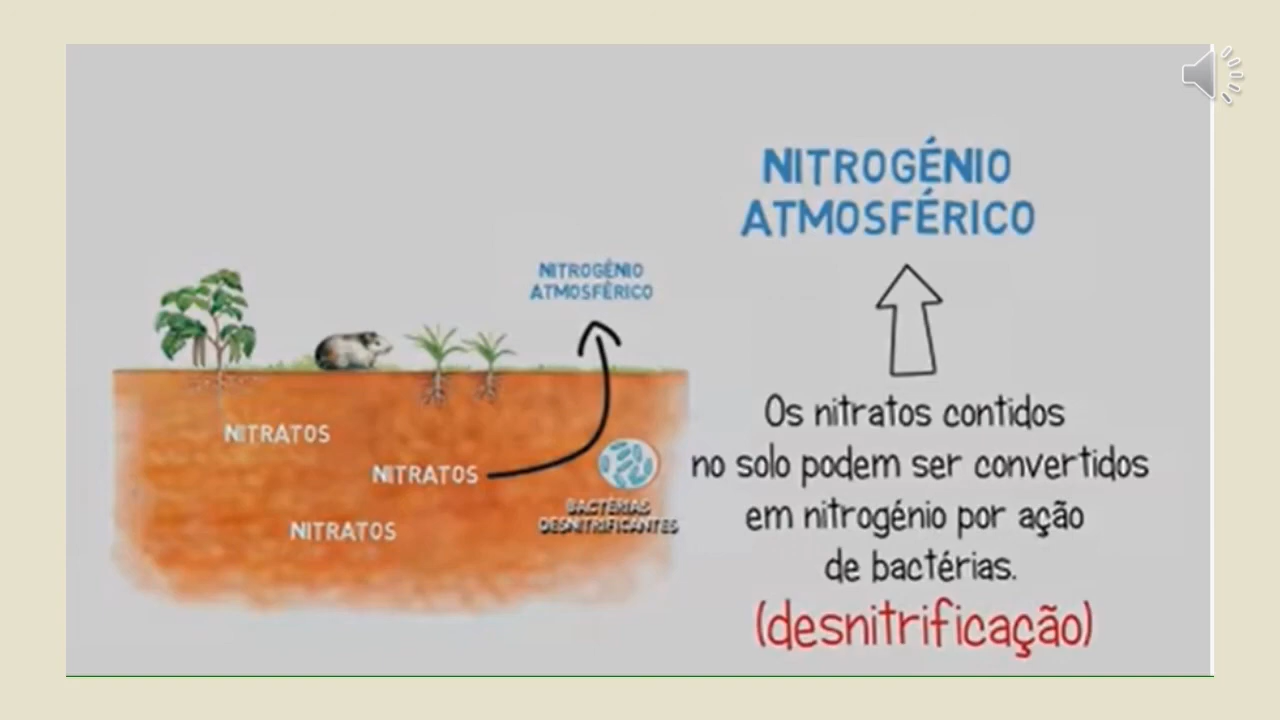 NITROGÉNIO
ATMOSFÉRICO
NITROGÉNIO
ATMOSFÉRICO
NITRATOS
NITRATOS
NITRATOS
BACTÉRIAS
DESNITRIFICANTES
Os nitratos contidos
no solo podem ser convertidos
em nitrogénio por ação
de bactérias.
(desnitrificação)